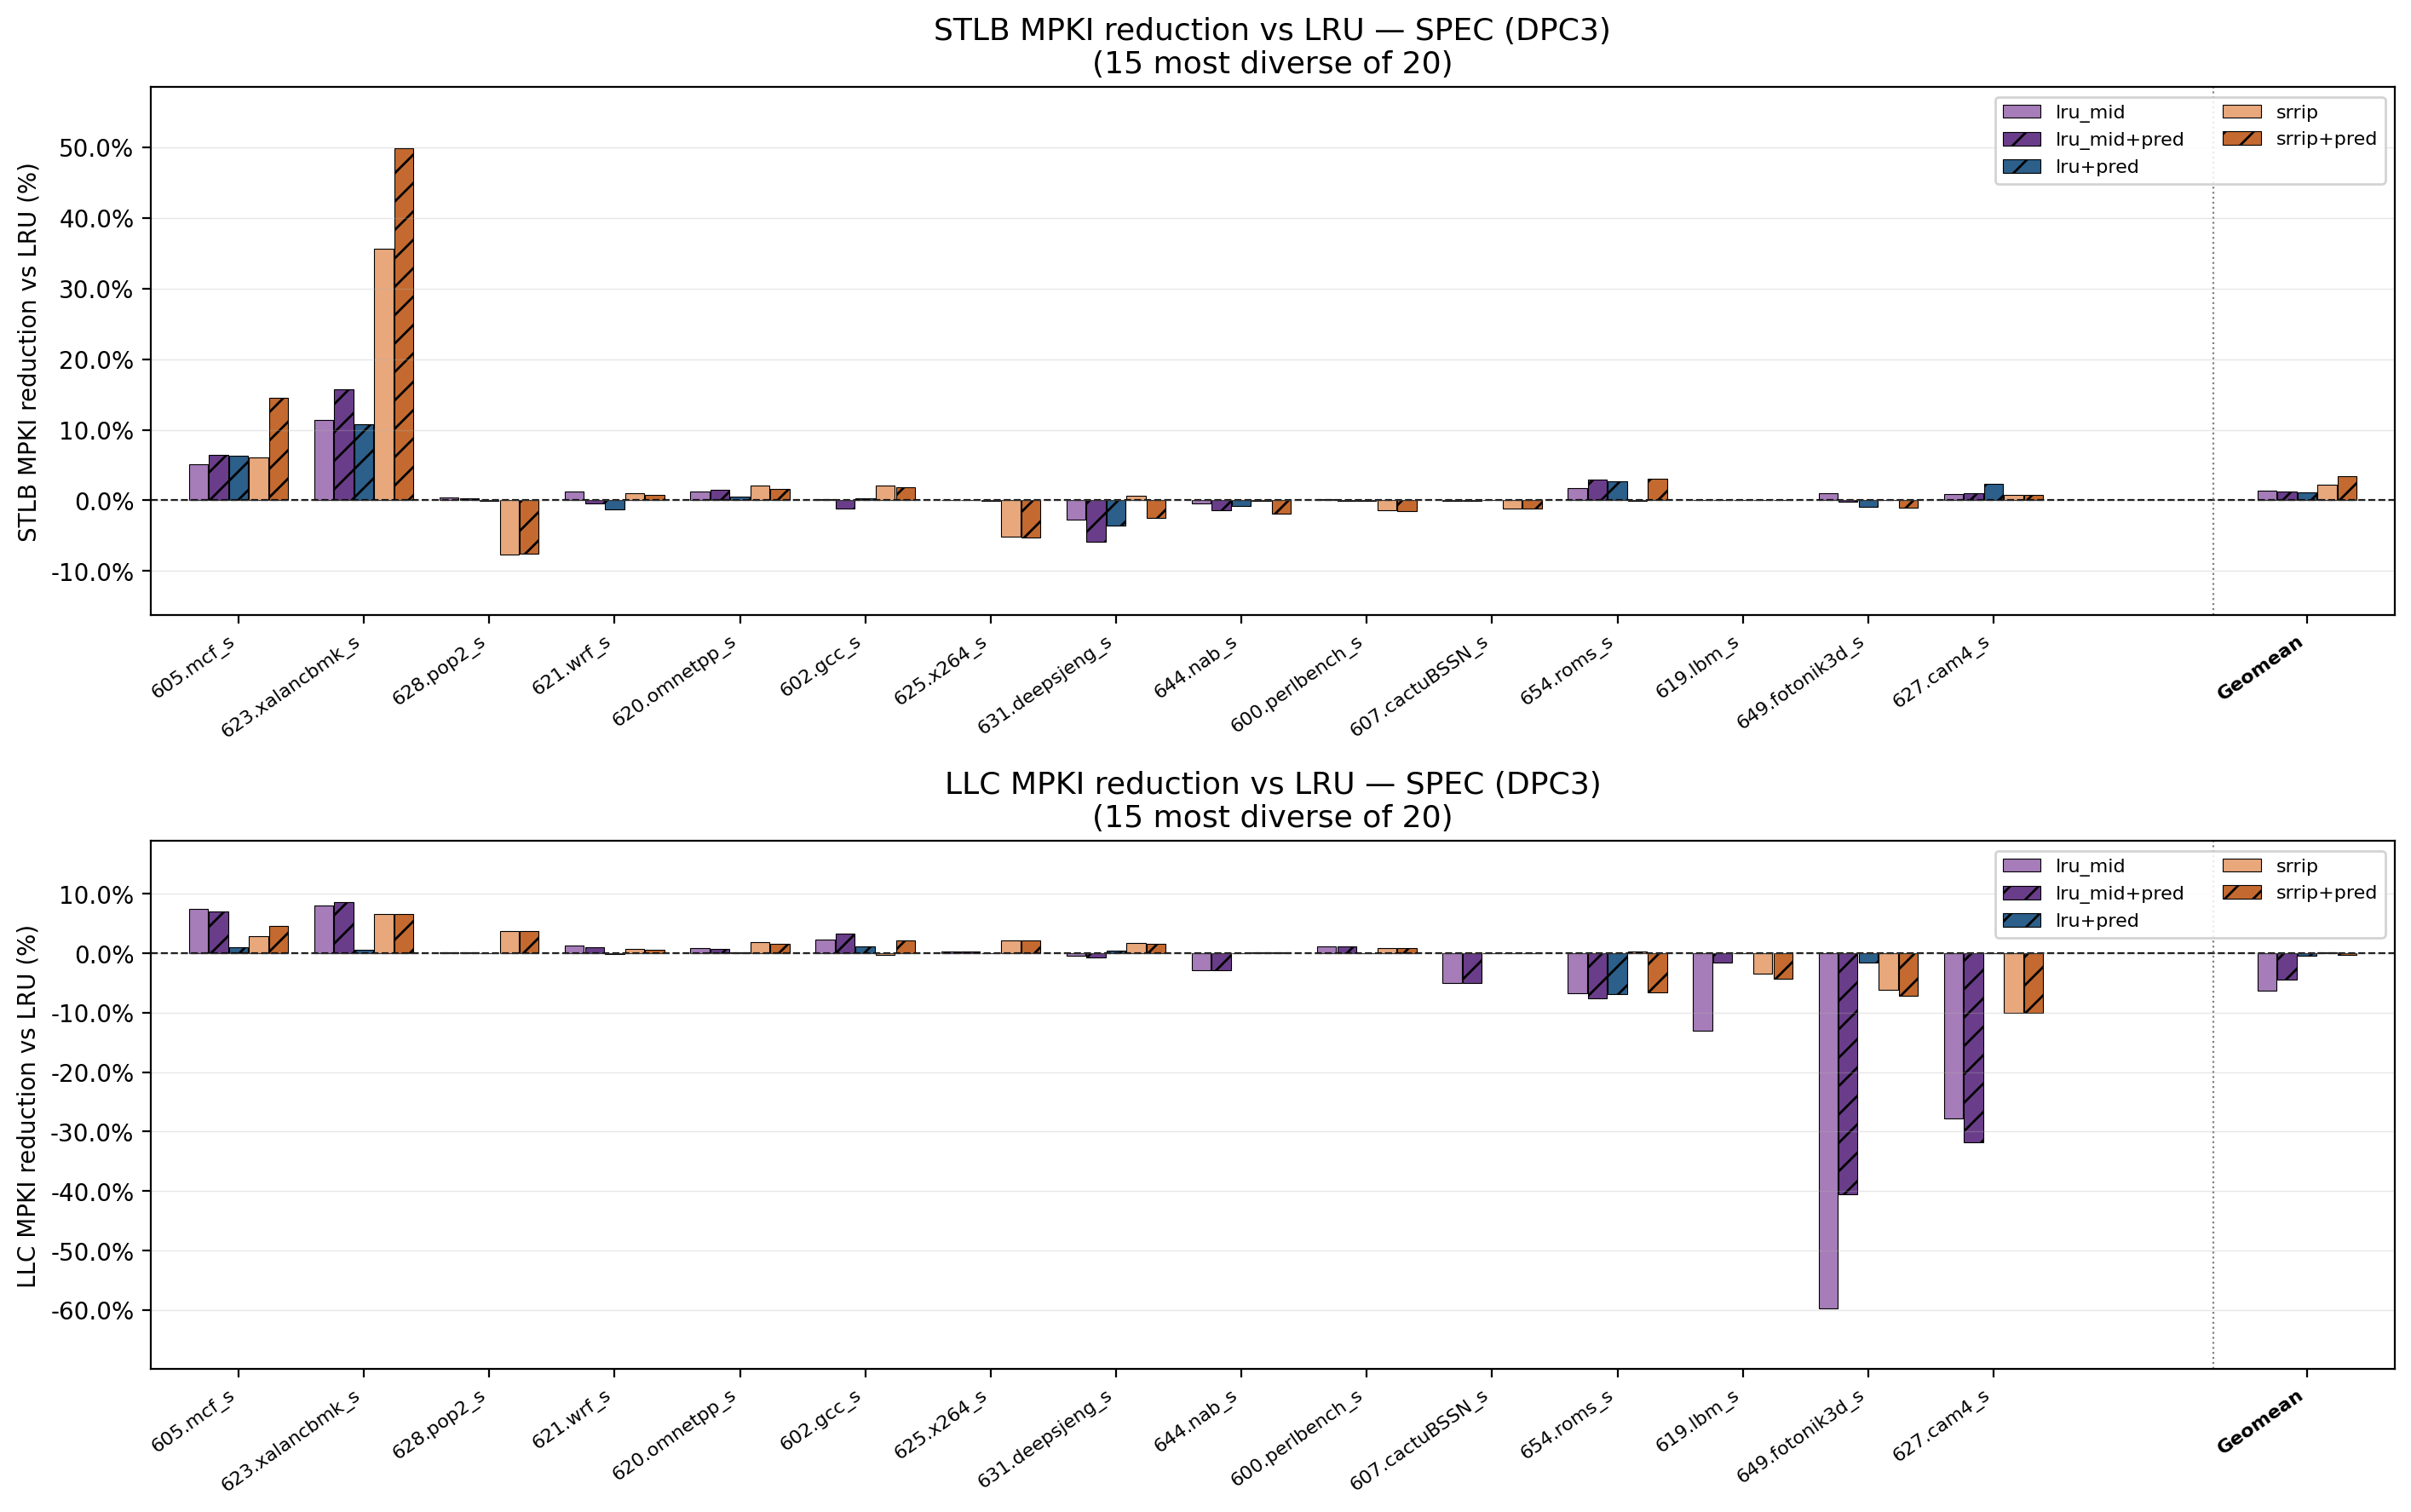 STLB MPKI reduction vs LRU — SPEC (DPC3)
(15 most diverse of 20)
STLB MPKI reduction vs LRU (%)
50.0%
40.0%
30.0%
20.0%
10.0%
0.0%
-10.0%
lru_mid
lru_mid+pred
lru+pred
srrip
srrip+pred
605.mcf_s
623.xalancbmk_s
628.pop2_s
621.wrf_s
620.omnetpp_s
602.gcc_s
625.x264_s
631.deepsjeng_s
644.nab_s
600.perlbench_s
607.cactuBSSN_s
654.roms_s
619.lbm_s
649.fotonik3d_s
627.cam4_s
Geomean
LLC MPKI reduction vs LRU — SPEC (DPC3)
(15 most diverse of 20)
LLC MPKI reduction vs LRU (%)
10.0%
0.0%
-10.0%
-20.0%
-30.0%
-40.0%
-50.0%
-60.0%
lru_mid
lru_mid+pred
lru+pred
srrip
srrip+pred
605.mcf_s
623.xalancbmk_s
628.pop2_s
621.wrf_s
620.omnetpp_s
602.gcc_s
625.x264_s
631.deepsjeng_s
644.nab_s
600.perlbench_s
607.cactuBSSN_s
654.roms_s
619.lbm_s
649.fotonik3d_s
627.cam4_s
Geomean